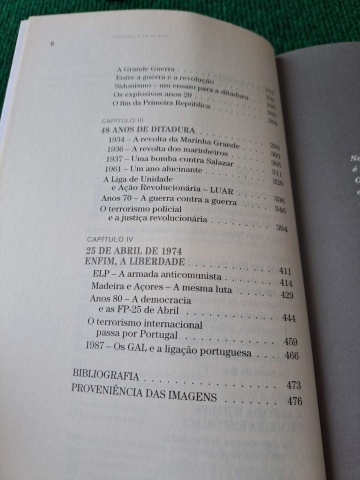 8
A Grande Guerra
Entre a guerra e a revolução
Sidonismo – um ensaio para a ditadura
Os explosivos anos 20
O fim da Primeira República
CAPÍTULO III
48 ANOS DE DITADURA
1934 – A revolta da Marinha Grande
1936 – A revolta dos marinheiros
1937 – Uma bomba contra Salazar
1961 – Um ano alucinante 311
A Liga de Unidade
e Ação Revolucionária – LUAR
Anos 70 – A guerra contra a guerra 336
O terrorismo policial 346
e a justiça revolucionária 394
CAPÍTULO IV
25 DE ABRIL DE 1974
ENFIM, A LIBERDADE 411
ELP – A armada anticomunista 414
Madeira e Açores – A mesma luta 429
Anos 80 – A democracia
e as FP-25 de Abril 444
O terrorismo internacional
passa por Portugal 459
1987 – Os GAL e a ligação portuguesa 466
BIBLIOGRAFIA 473
PROVENIÊNCIA DAS IMAGENS 476